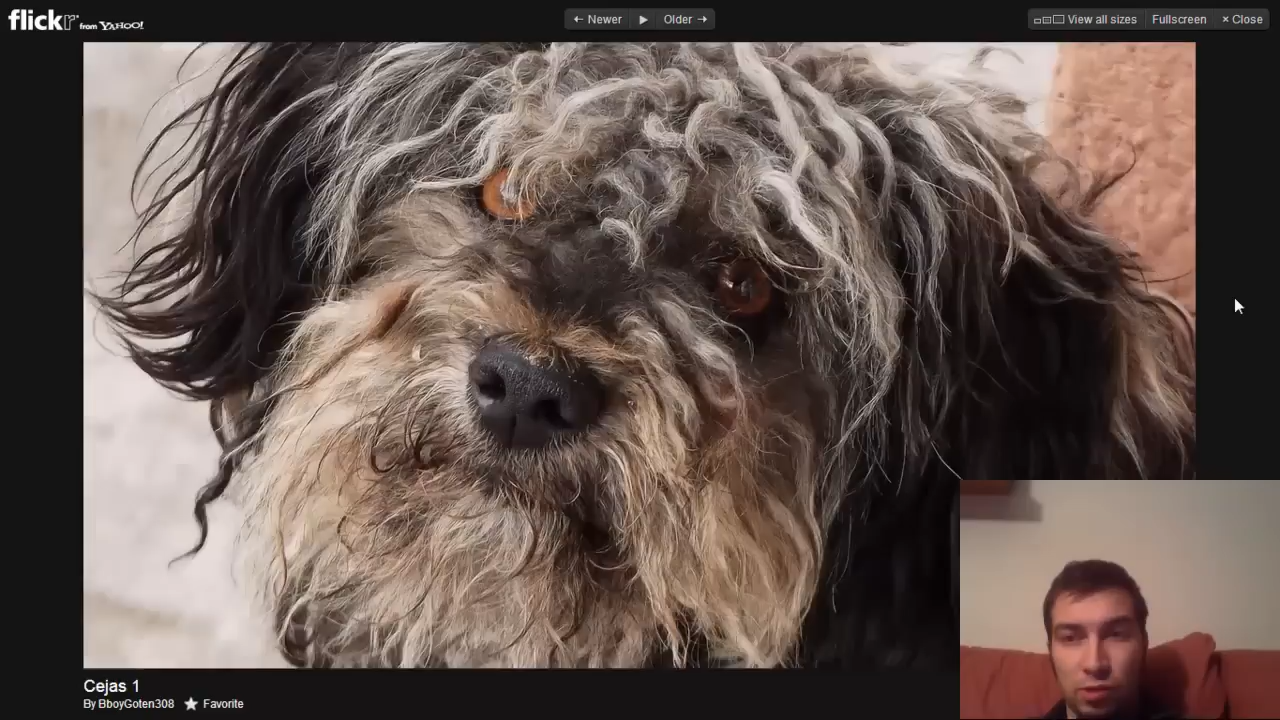 flickr from YAHOO!
← Newer
Older →
View all sizes
Fullscreen
× Close
Cejas 1
By BboyGoten308 ★ Favorite